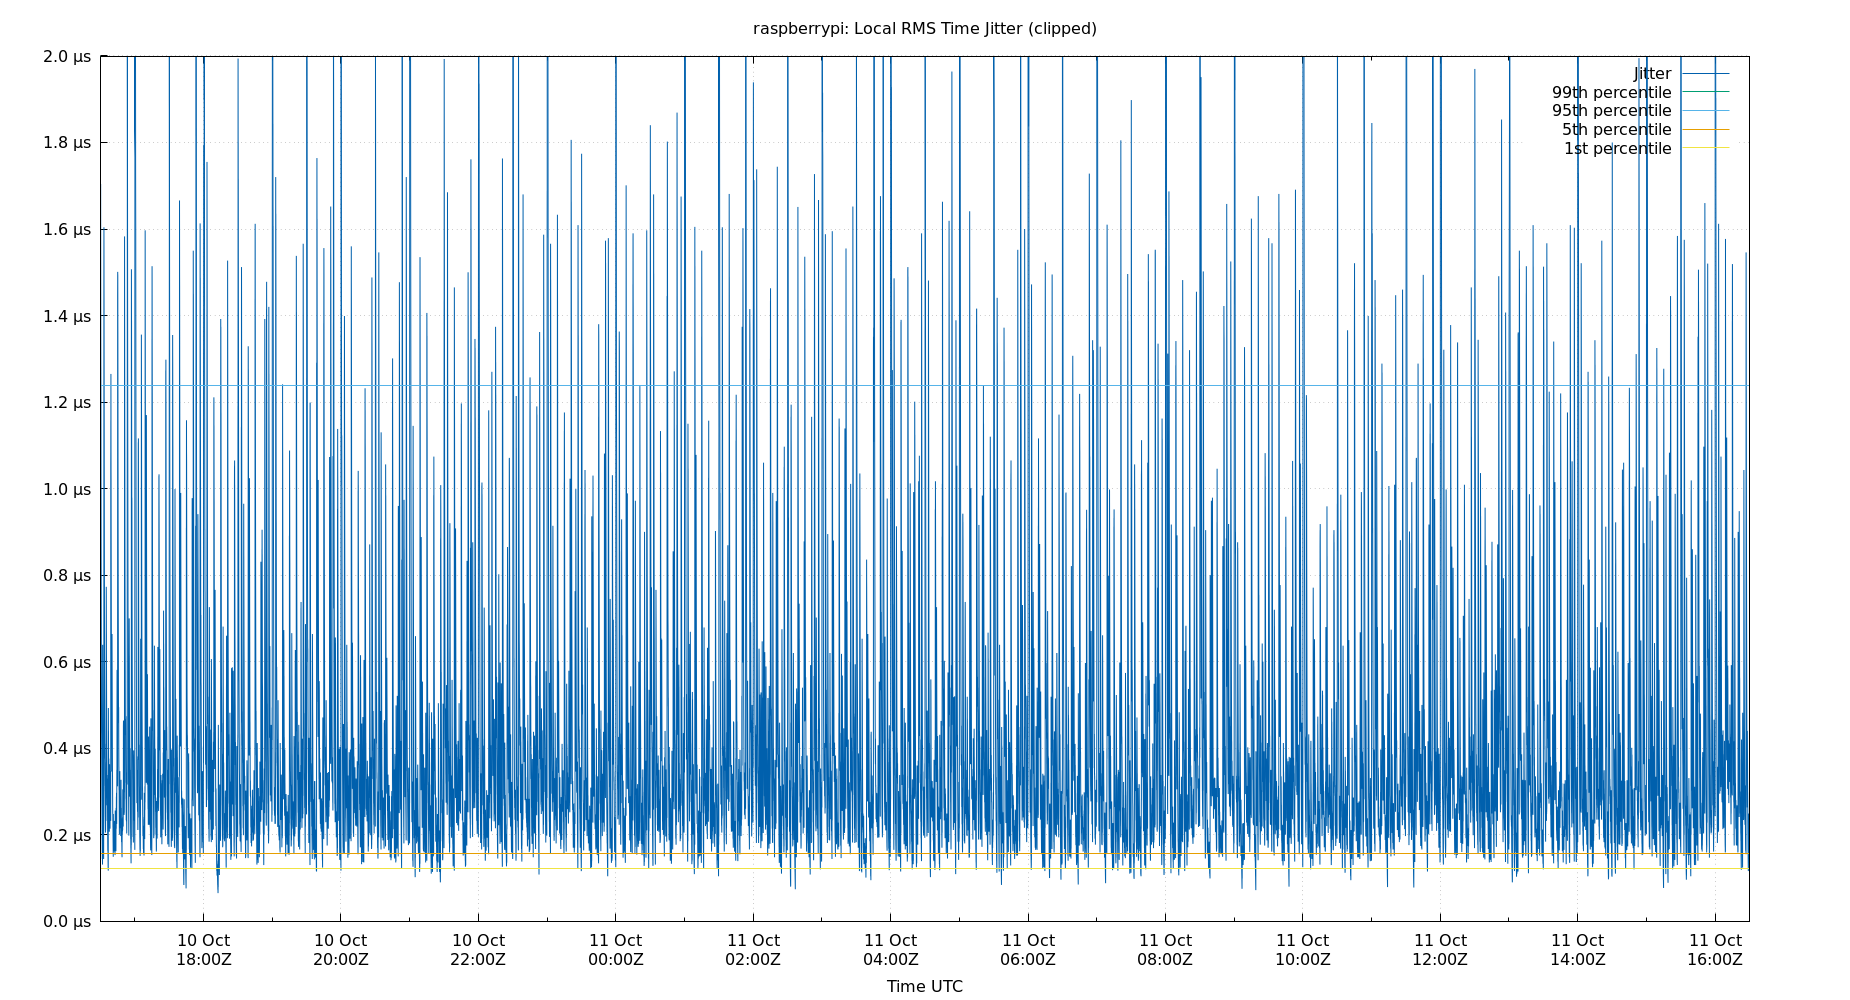 raspberrypi: Local RMS Time Jitter (clipped)
2.0 µs
1.8 µs
1.6 µs
1.4 µs
1.2 µs
1.0 µs
0.8 µs
0.6 µs
0.4 µs
0.2 µs
0.0 µs
Jitter
99th percentile
95th percentile
5th percentile
1st percentile
10 Oct 10 Oct 10 Oct 11 Oct 11 Oct 11 Oct 11 Oct 11 Oct 11 Oct 11 Oct 11 Oct 11 Oct
18:00Z 20:00Z 22:00Z 00:00Z 02:00Z 04:00Z 06:00Z 08:00Z 10:00Z 12:00Z 14:00Z 16:00Z
Time UTC